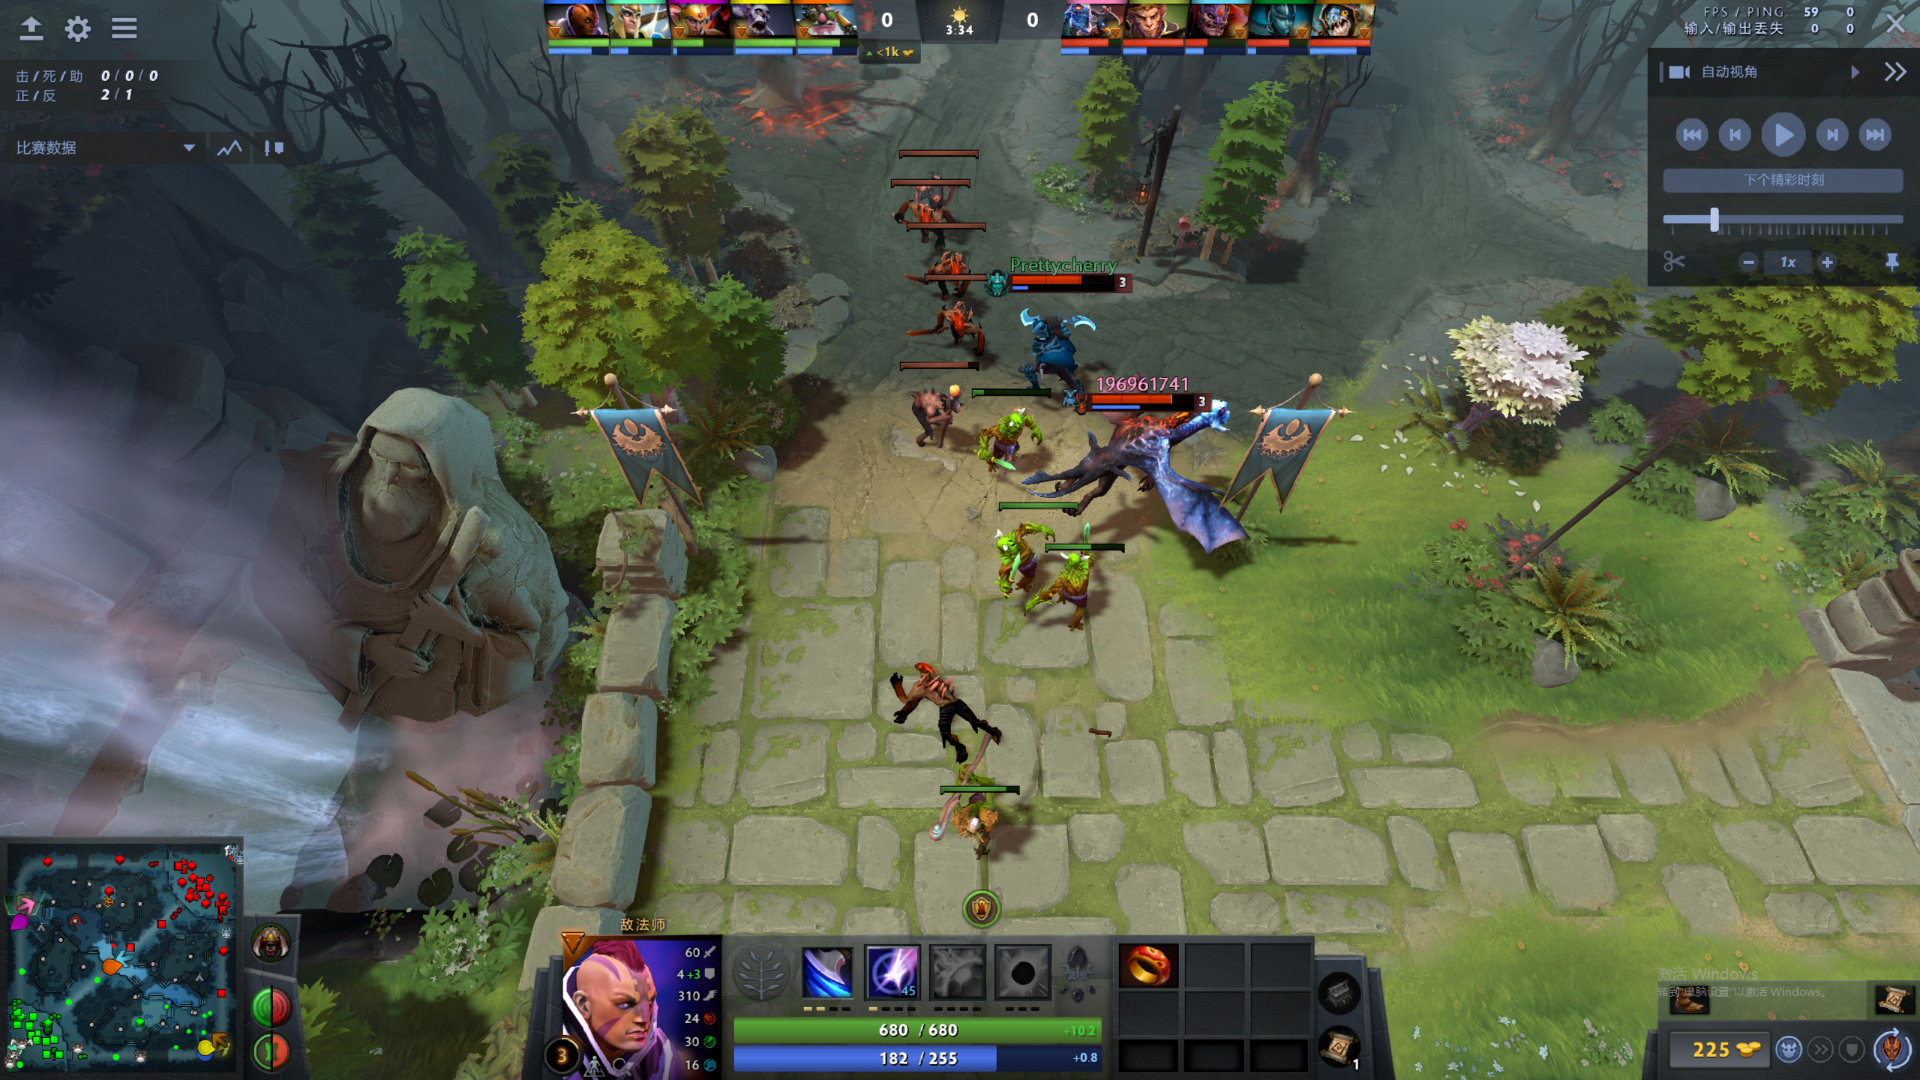 0
3:34
0
<1k
FPS / PING 59 0
输入/输出丢失 0 0
击/死/助 0/0/0
正/反 2/1
自动视角
比赛数据
下个精彩时刻
1x
Prettycherry
3
196961741
3
敌法师
60
4+3
310
24
30
16
3
45
680 / 680
+10.2
182 / 255
+0.8
1
激活 Windows
转到"电脑设置"以激活 Windows。
225